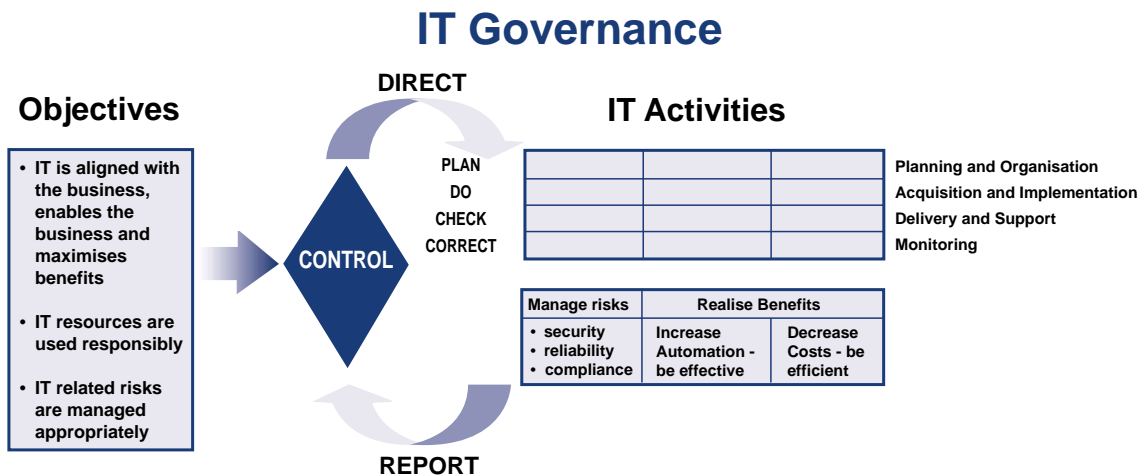 IT Governance
Objectives
• IT is aligned with
the business,
enables the
business and
maximises
benefits
• IT resources are
used responsibly
• IT related risks
are managed
appropriately
DIRECT
CONTROL
PLAN
DO
CHECK
CORRECT
REPORT
IT Activities
Planning and Organisation
Acquisition and Implementation
Delivery and Support
Monitoring
Manage risks
• security
• reliability
• compliance
Realise Benefits
Increase
Automation -
be effective
Decrease
Costs - be
efficient